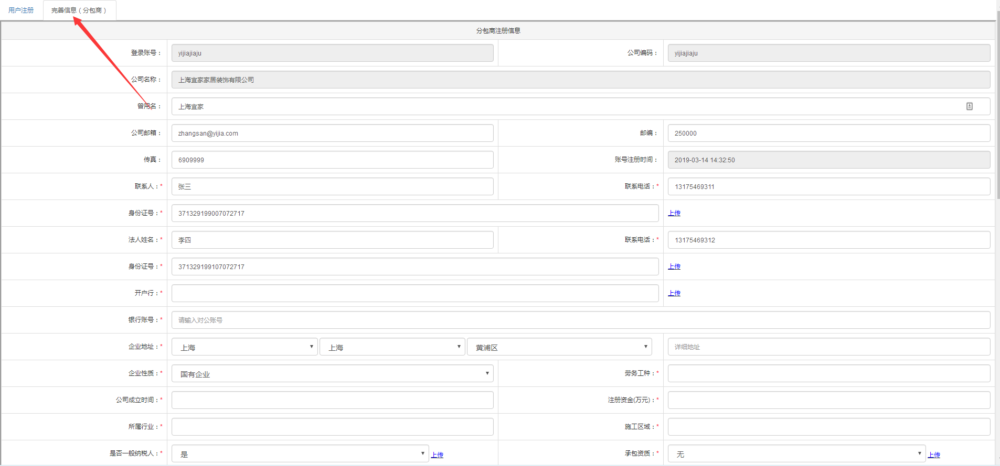 用户注册
完善信息（分包商）
分包商注册信息
登录账号： yijiajiaju 公司编码： yijiajiaju
公司名称： 上海宜家家居装饰有限公司
曾用名： 上海宜家
公司邮箱： zhangsan@yijia.com 邮编： 250000
传真： 6909999 账号注册时间： 2019-03-14 14:32:50
联系人：* 张三 联系电话：* 13175469311
身份证号：* 371329199007072717 上传
法人姓名：* 李四 联系电话：* 13175469312
身份证号：* 371329199107072717 上传
开户行：* 上传
银行账号：* 请输入对公账号
企业地址：* 上海 上海 黄浦区 详细地址
企业性质：* 国有企业 劳务工种：*
公司成立时间：* 注册资金(万元)：*
所属行业：* 施工区域：*
是否一般纳税人：* 是 上传 承包资质：* 无 上传